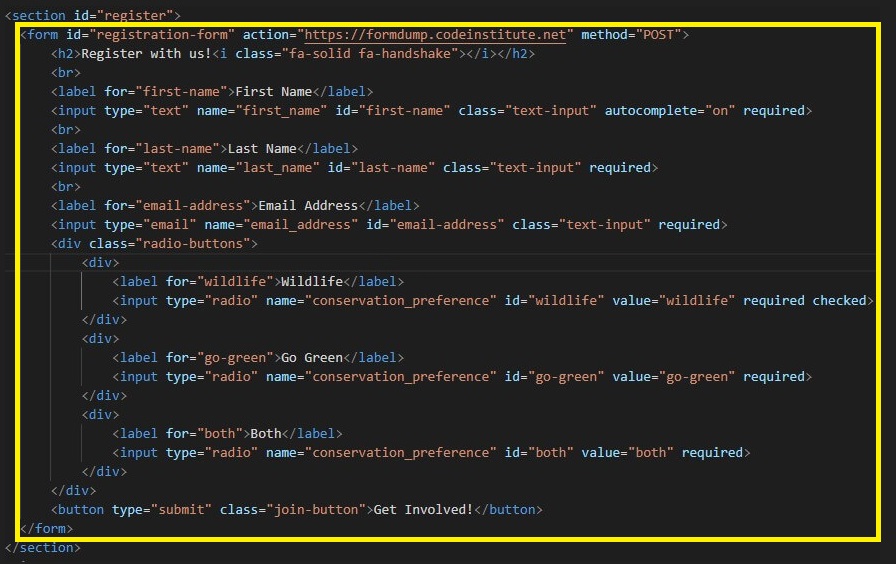 <section id="register">
<form id="registration-form" action="https://formdump.codeinstitute.net" method="POST">
<h2>Register with us!<i class="fa-solid fa-handshake"></i></h2>
<br>
<label for="first-name">First Name</label>
<input type="text" name="first_name" id="first-name" class="text-input" autocomplete="on" required>
<br>
<label for="last-name">Last Name</label>
<input type="text" name="last_name" id="last-name" class="text-input" required>
<br>
<label for="email-address">Email Address</label>
<input type="email" name="email_address" id="email-address" class="text-input" required>
<div class="radio-buttons">
<div>
<label for="wildlife">Wildlife</label>
<input type="radio" name="conservation_preference" id="wildlife" value="wildlife" required checked>
</div>
<div>
<label for="go-green">Go Green</label>
<input type="radio" name="conservation_preference" id="go-green" value="go-green" required>
</div>
<div>
<label for="both">Both</label>
<input type="radio" name="conservation_preference" id="both" value="both" required>
</div>
</div>
<button type="submit" class="join-button">Get Involved!</button>
</form>
</section>